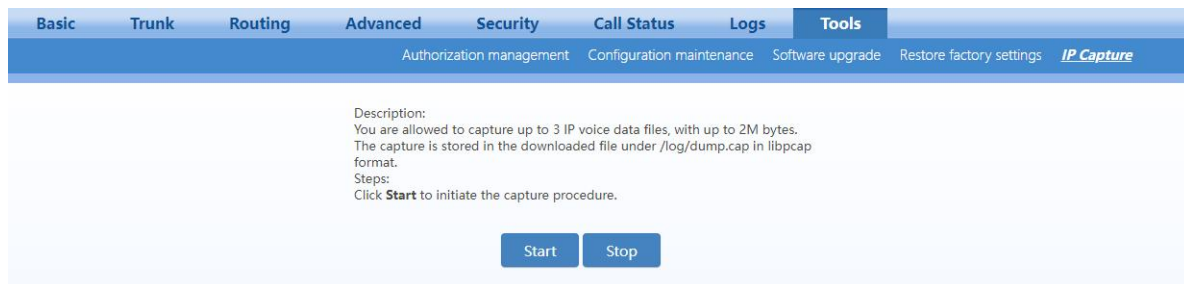 Basic Trunk Routing Advanced Security Call Status Logs Tools
Authorization management Configuration maintenance Software upgrade Restore factory settings IP Capture
Description:
You are allowed to capture up to 3 IP voice data files, with up to 2M bytes.
The capture is stored in the downloaded file under /log/dump.cap in libpcap
format.
Steps:
Click Start to initiate the capture procedure.
Start Stop